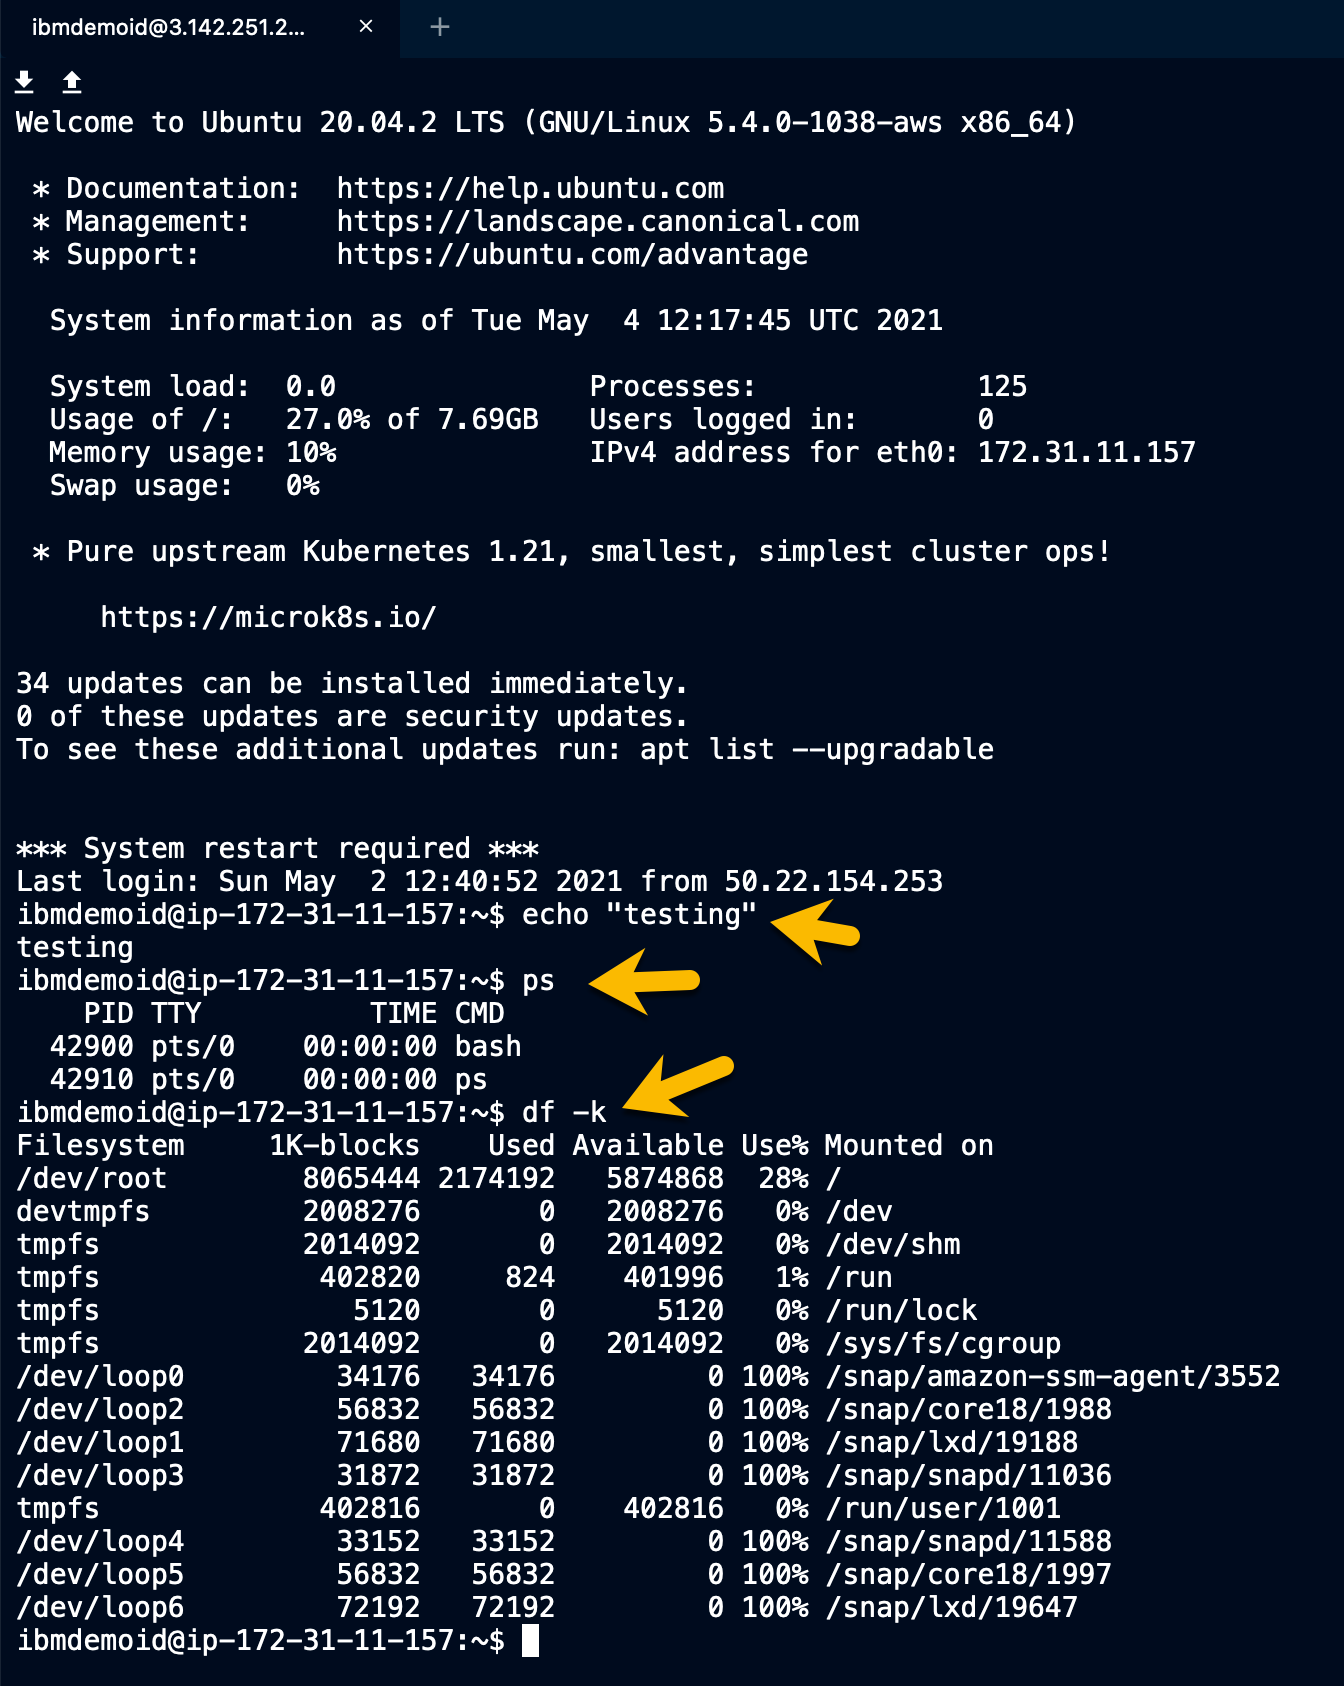 ibmdemoid@3.142.251.2... × +
Welcome to Ubuntu 20.04.2 LTS (GNU/Linux 5.4.0-1038-aws x86_64)
* Documentation:  https://help.ubuntu.com
* Management:     https://landscape.canonical.com
* Support:        https://ubuntu.com/advantage
System information as of Tue May  4 12:17:45 UTC 2021
System load:  0.0               Processes:             125
Usage of /:   27.0% of 7.69GB   Users logged in:       0
Memory usage: 10%               IPv4 address for eth0: 172.31.11.157
Swap usage:   0%
* Pure upstream Kubernetes 1.21, smallest, simplest cluster ops!
https://microk8s.io/
34 updates can be installed immediately.
0 of these updates are security updates.
To see these additional updates run: apt list --upgradable
*** System restart required ***
Last login: Sun May  2 12:40:52 2021 from 50.22.154.253
ibmdemoid@ip-172-31-11-157:~$ echo "testing"
testing
ibmdemoid@ip-172-31-11-157:~$ ps
    PID TTY          TIME CMD
  42900 pts/0    00:00:00 bash
  42910 pts/0    00:00:00 ps
ibmdemoid@ip-172-31-11-157:~$ df -k
Filesystem     1K-blocks    Used Available Use% Mounted on
/dev/root        8065444 2174192   5874868  28% /
devtmpfs         2008276       0   2008276   0% /dev
tmpfs            2014092       0   2014092   0% /dev/shm
tmpfs             402820     824    401996   1% /run
tmpfs               5120       0      5120   0% /run/lock
tmpfs            2014092       0   2014092   0% /sys/fs/cgroup
/dev/loop0         34176   34176         0 100% /snap/amazon-ssm-agent/3552
/dev/loop2         56832   56832         0 100% /snap/core18/1988
/dev/loop1         71680   71680         0 100% /snap/lxd/19188
/dev/loop3         31872   31872         0 100% /snap/snapd/11036
tmpfs             402816       0    402816   0% /run/user/1001
/dev/loop4         33152   33152         0 100% /snap/snapd/11588
/dev/loop5         56832   56832         0 100% /snap/core18/1997
/dev/loop6         72192   72192         0 100% /snap/lxd/19647
ibmdemoid@ip-172-31-11-157:~$